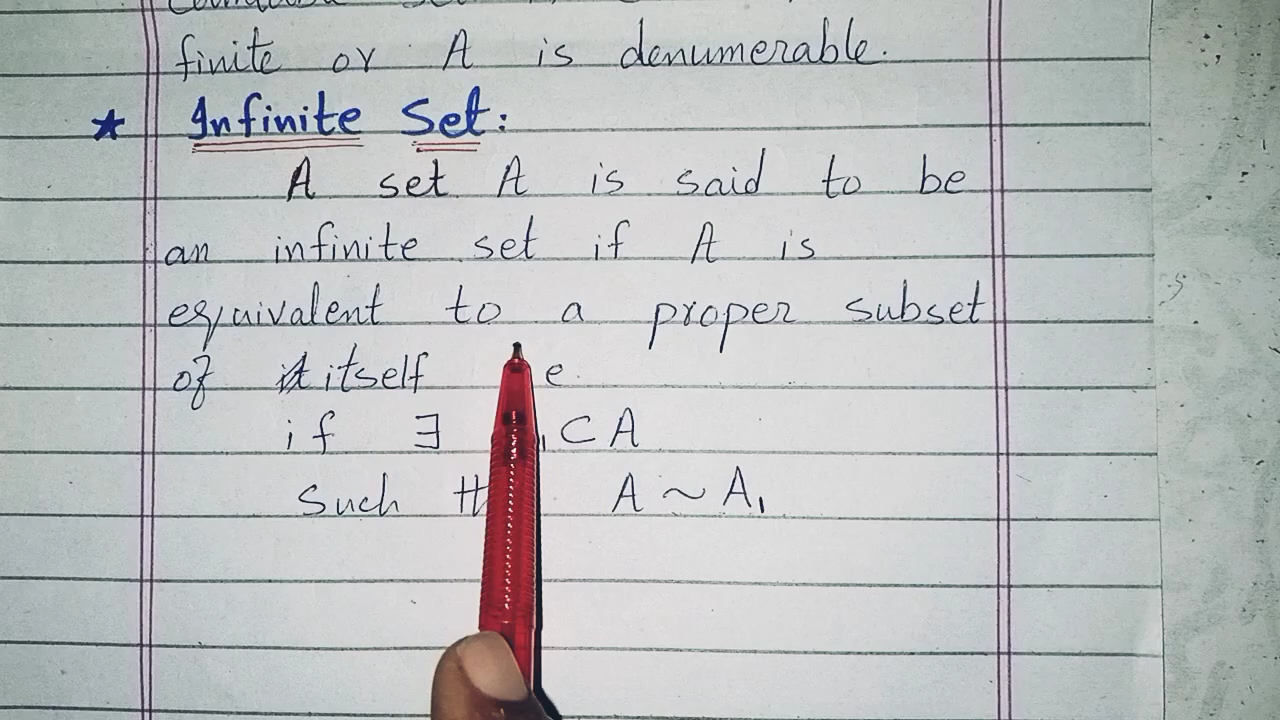 finite or A is denumerable.
* Infinite Set:
A set A is said to be
an infinite set if A is
equivalent to a proper subset
of itself e.
if ∃ ₁ ⊂ A
Such A ~ A₁